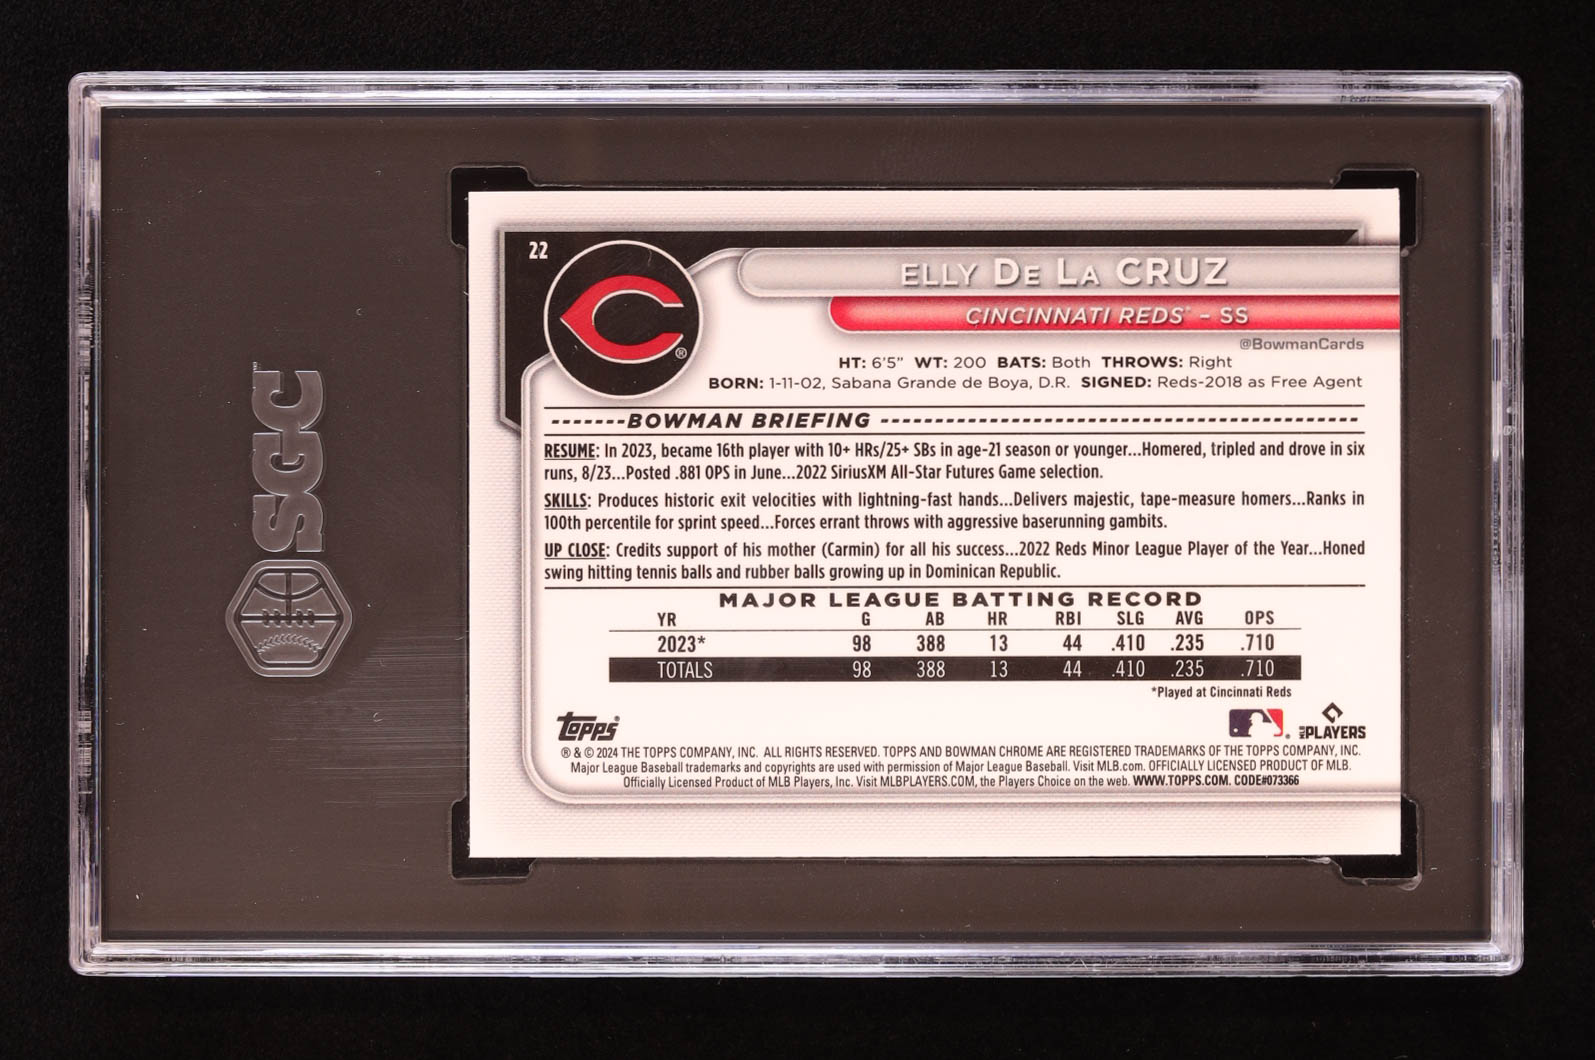 SGC
22
ELLY DE LA CRUZ
CINCINNATI REDS - SS
@BowmanCards
HT: 6'5" WT: 200 BATS: Both THROWS: Right
BORN: 1-11-02, Sabana Grande de Boya, D.R. SIGNED: Reds-2018 as Free Agent
BOWMAN BRIEFING
RESUME: In 2023, became 16th player with 10+ HRs/25+ SBs in age-21 season or younger...Homered, tripled and drove in six
runs, 8/23...Posted .881 OPS in June...2022 SiriusXM All-Star Futures Game selection.
SKILLS: Produces historic exit velocities with lightning-fast hands...Delivers majestic, tape-measure homers...Ranks in
100th percentile for sprint speed...Forces errant throws with aggressive baserunning gambits.
UP CLOSE: Credits support of his mother (Carmin) for all his success...2022 Reds Minor League Player of the Year...Honed
swing hitting tennis balls and rubber balls growing up in Dominican Republic.
MAJOR LEAGUE BATTING RECORD
YR G AB HR RBI SLG AVG OPS
2023* 98 388 13 44 .410 .235 .710
TOTALS 98 388 13 44 .410 .235 .710
*Played at Cincinnati Reds
Topps®
MLB PLAYERS
® & © 2024 THE TOPPS COMPANY, INC. ALL RIGHTS RESERVED. TOPPS AND BOWMAN CHROME ARE REGISTERED TRADEMARKS OF THE TOPPS COMPANY, INC.
Major League Baseball trademarks and copyrights are used with permission of Major League Baseball. Visit MLB.com. OFFICIALLY LICENSED PRODUCT OF MLB.
Officially Licensed Product of MLB Players, Inc. Visit MLBPLAYERS.COM, the Players Choice on the web. WWW.TOPPS.COM. CODE#073366